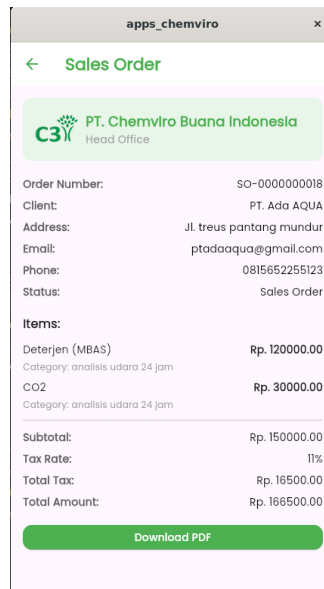 apps_chemviro ×
← Sales Order
C3 PT. Chemviro Buana Indonesia
Head Office
Order Number: SO-0000000018
Client: PT. Ada AQUA
Address: Jl. treus pantang mundur
Email: ptadaaqua@gmail.com
Phone: 0815652255123
Status: Sales Order
Items:
Deterjen (MBAS) Rp. 120000.00
Category: analisis udara 24 jam
CO2 Rp. 30000.00
Category: analisis udara 24 jam
Subtotal: Rp. 150000.00
Tax Rate: 11%
Total Tax: Rp. 16500.00
Total Amount: Rp. 166500.00
Download PDF